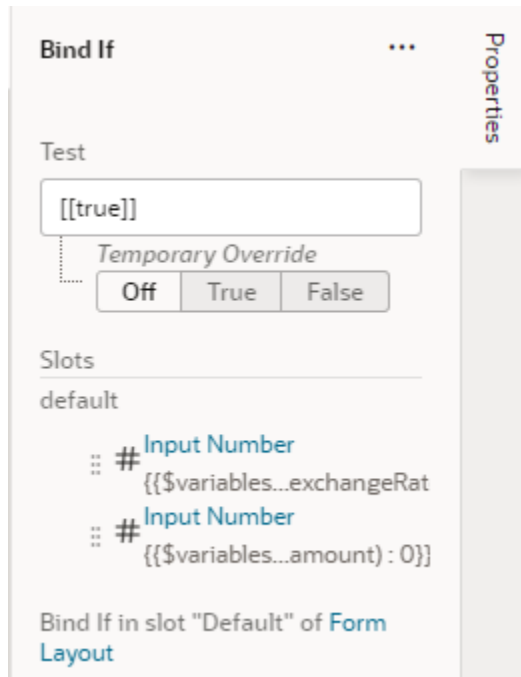 Bind If
Properties
Test
[[true]]
Temporary Override
Off True False
Slots
default
# Input Number
{{$variables...exchangeRat
# Input Number
{{$variables...amount) : 0}}
Bind If in slot "Default" of Form
Layout